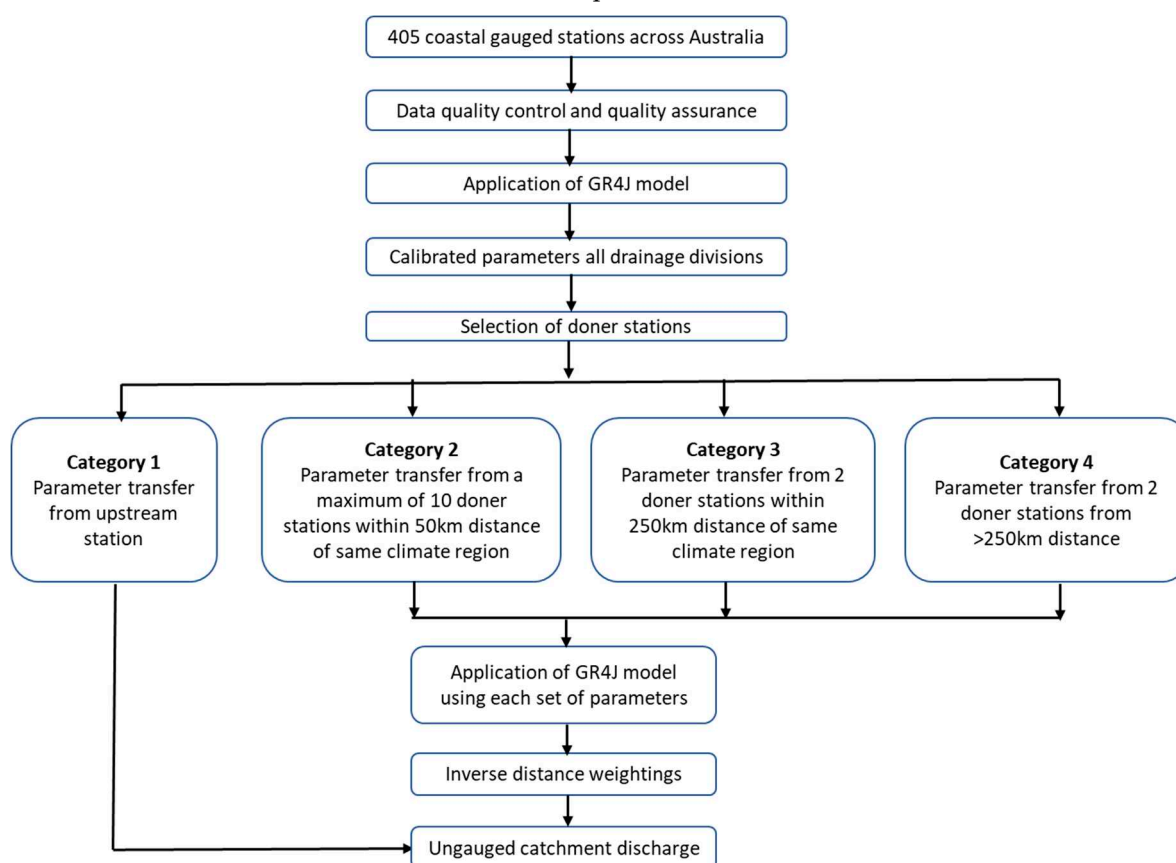 405 coastal gauged stations across Australia
Data quality control and quality assurance
Application of GR4J model
Calibrated parameters all drainage divisions
Selection of doner stations
Category 1
Parameter transfer
from upstream
station
Category 2
Parameter transfer from a
maximum of 10 doner
stations within 50km distance
of same climate region
Category 3
Parameter transfer from 2
doner stations within
250km distance of same
climate region
Category 4
Parameter transfer from 2
doner stations from
>250km distance
Application of GR4J model
using each set of parameters
Inverse distance weightings
Ungauged catchment discharge